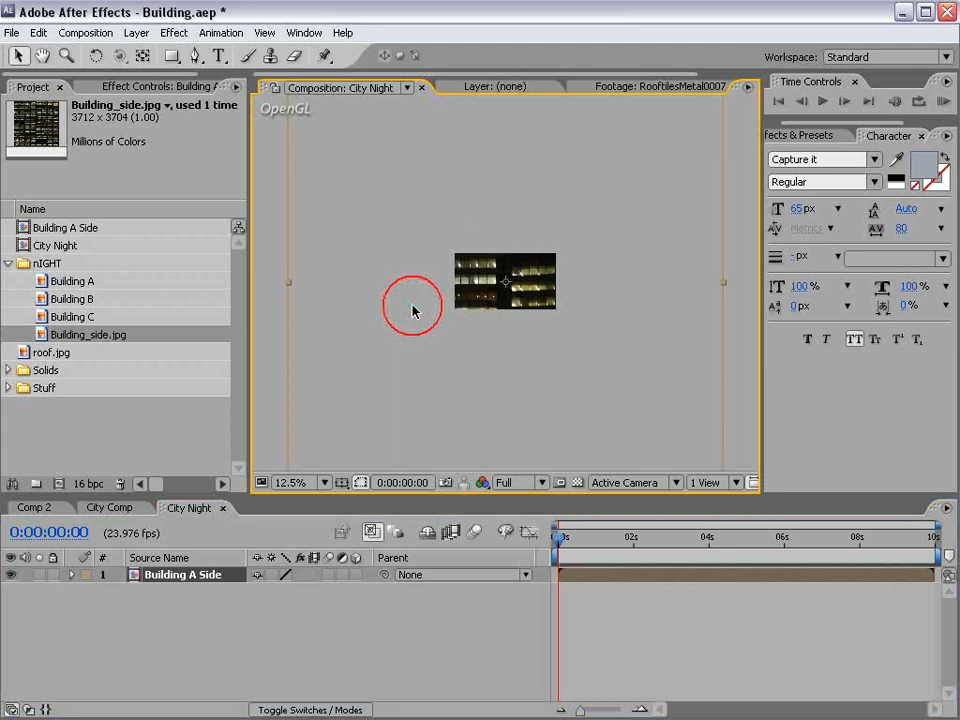 Adobe After Effects - Building.aep *
File Edit Composition Layer Effect Animation View Window Help
Workspace: Standard
Project Effect Controls: Building A
Composition: City Night Layer: (none) Footage: RooftilesMetal0007
Time Controls
Building_side.jpg, used 1 time
3712 x 3704 (1.00)
Millions of Colors
OpenGL
ffects & Presets Character
Capture it
Regular
65 px Auto
Metrics 80
- px
100 % 100 %
0 px 0 %
T T TT Tr T¹ T₁
Name
Building A Side
City Night
nIGHT
Building A
Building B
Building C
Building_side.jpg
roof.jpg
Solids
Stuff
16 bpc
12.5% 0:00:00:00 Full Active Camera 1 View
Comp 2 City Comp City Night
0:00:00:00 (23.976 fps)
0s 02s 04s 06s 08s 10s
# Source Name Parent
1 Building A Side None
Toggle Switches / Modes